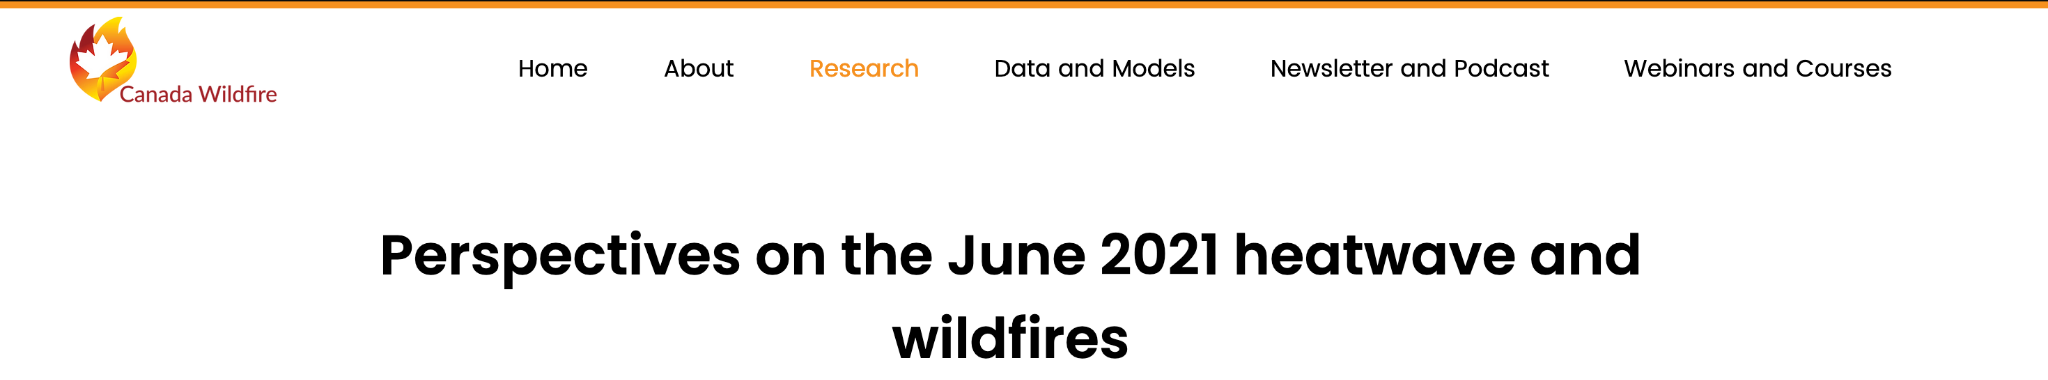 Canada Wildfire
Home About Research Data and Models Newsletter and Podcast Webinars and Courses
Perspectives on the June 2021 heatwave and
wildfires